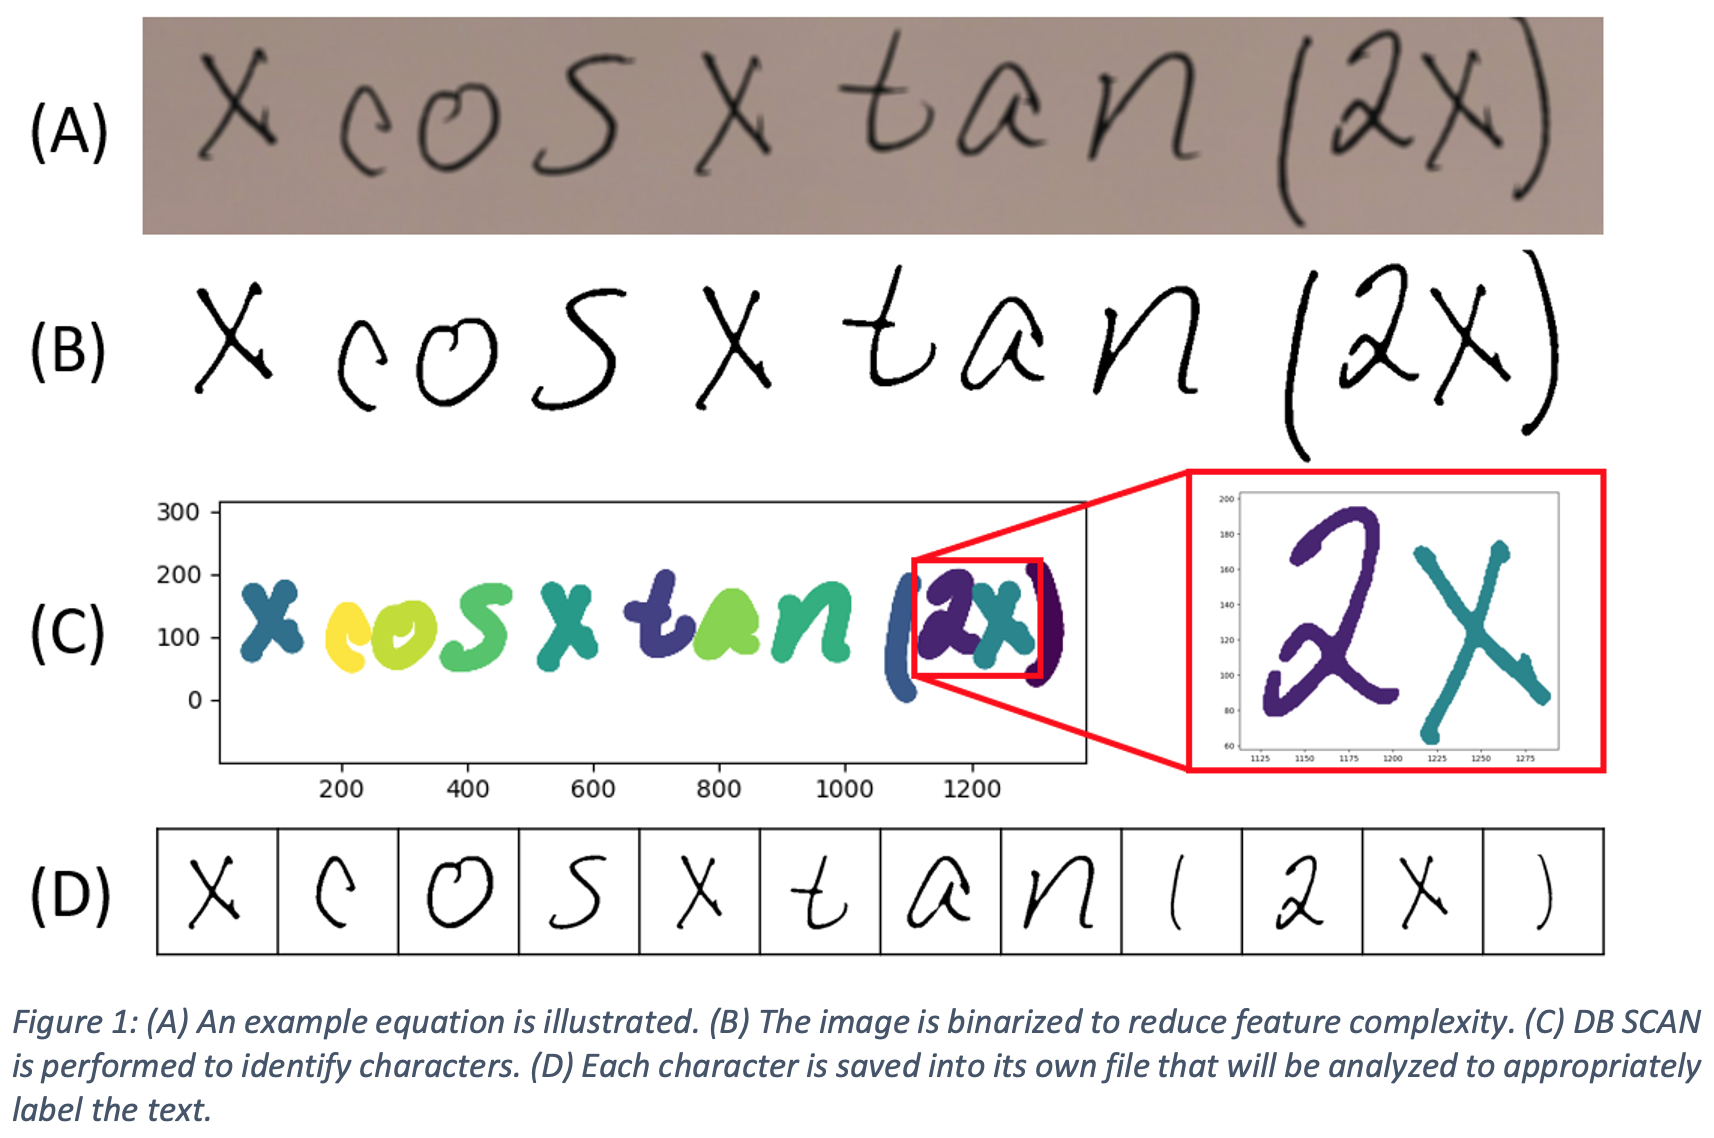 (A) x cos x tan (2x)
(B) x cos x tan (2x)
(C)
300
200
100
0
200 400 600 800 1000 1200
x cos x tan (2x)
200
180
160
140
120
100
80
60
1125 1150 1175 1200 1225 1250 1275
2x
(D) x c o s x t a n ( 2 x )
Figure 1: (A) An example equation is illustrated. (B) The image is binarized to reduce feature complexity. (C) DB SCAN
is performed to identify characters. (D) Each character is saved into its own file that will be analyzed to appropriately
label the text.